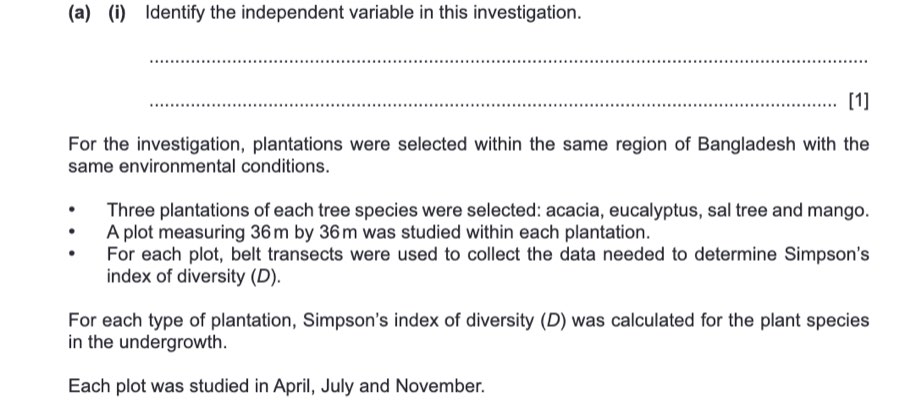 (a) (i) Identify the independent variable in this investigation.
................................................................................................................................................
........................................................................................................................................... [1]
For the investigation, plantations were selected within the same region of Bangladesh with the
same environmental conditions.
• Three plantations of each tree species were selected: acacia, eucalyptus, sal tree and mango.
• A plot measuring 36 m by 36 m was studied within each plantation.
• For each plot, belt transects were used to collect the data needed to determine Simpson's
index of diversity (D).
For each type of plantation, Simpson's index of diversity (D) was calculated for the plant species
in the undergrowth.
Each plot was studied in April, July and November.